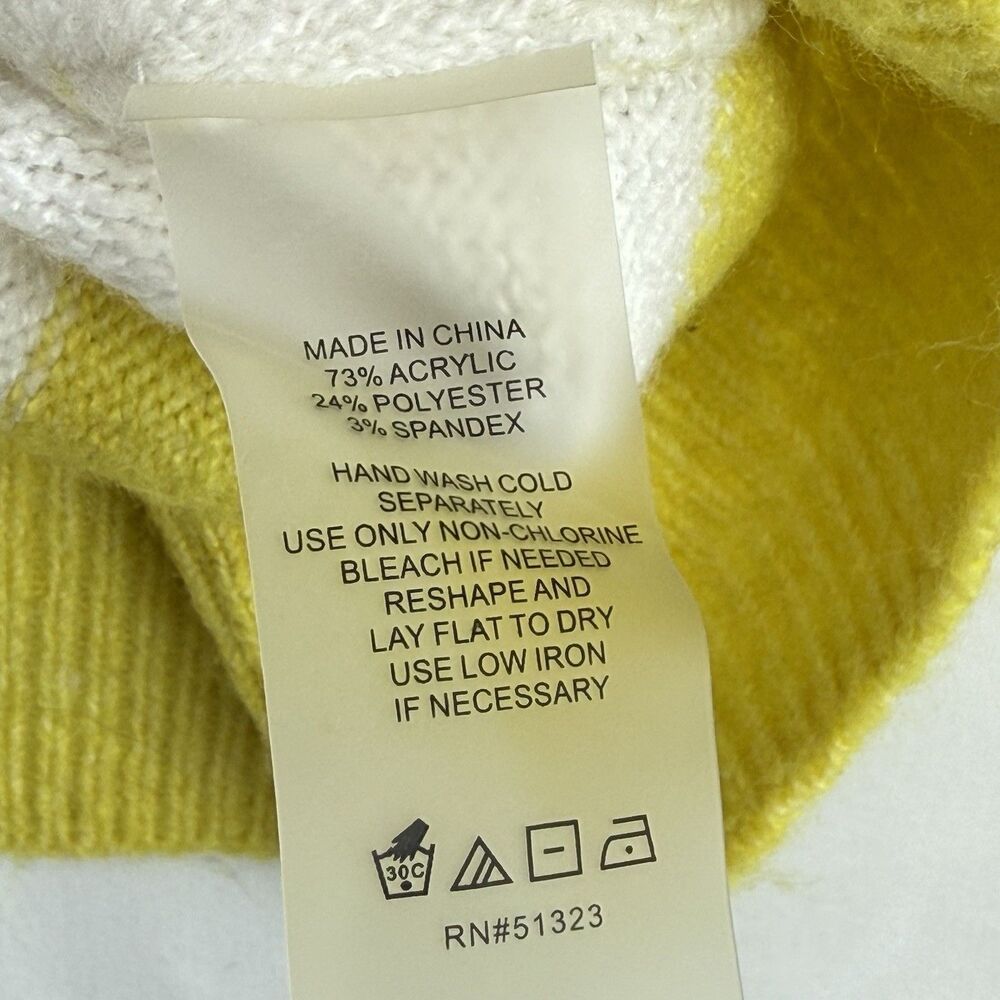 MADE IN CHINA
73% ACRYLIC
24% POLYESTER
3% SPANDEX
HAND WASH COLD
SEPARATELY
USE ONLY NON-CHLORINE
BLEACH IF NEEDED
RESHAPE AND
LAY FLAT TO DRY
USE LOW IRON
IF NECESSARY
30C
RN#51323